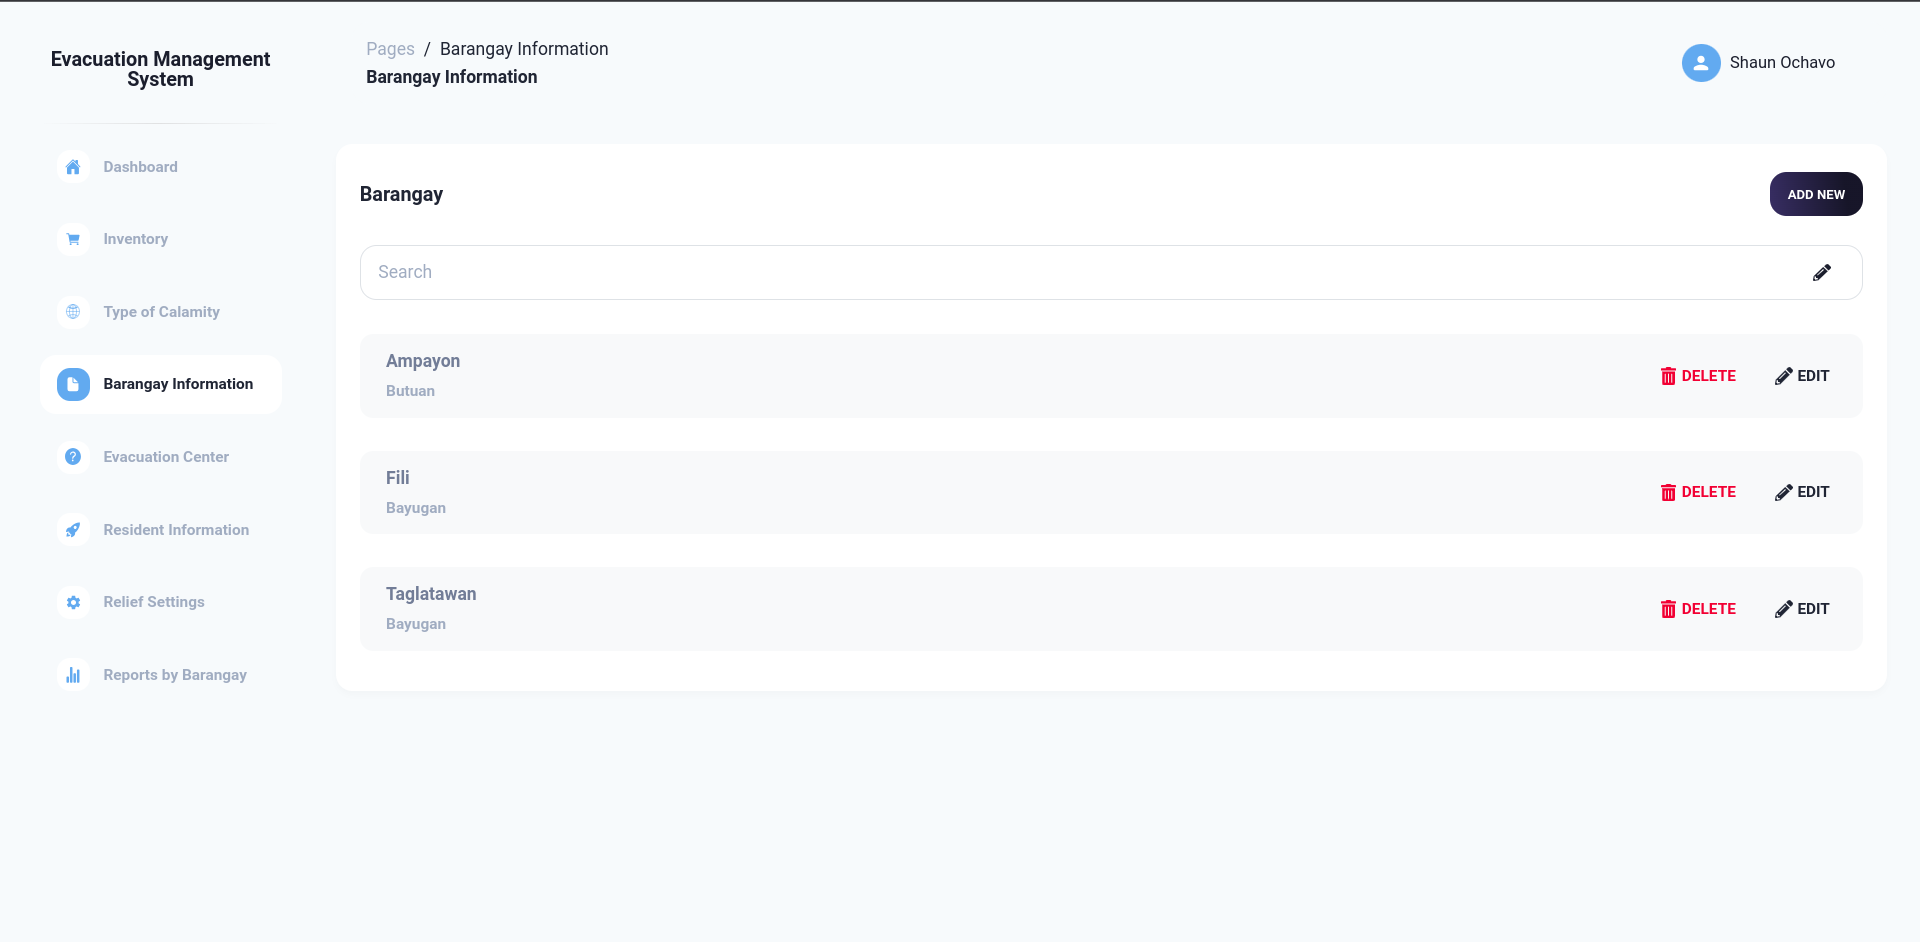 Evacuation Management
System
Dashboard
Inventory
Type of Calamity
Barangay Information
Evacuation Center
Resident Information
Relief Settings
Reports by Barangay
Pages / Barangay Information
Barangay Information
Shaun Ochavo
Barangay
ADD NEW
Search
Ampayon
Butuan
DELETE EDIT
Fili
Bayugan
DELETE EDIT
Taglatawan
Bayugan
DELETE EDIT